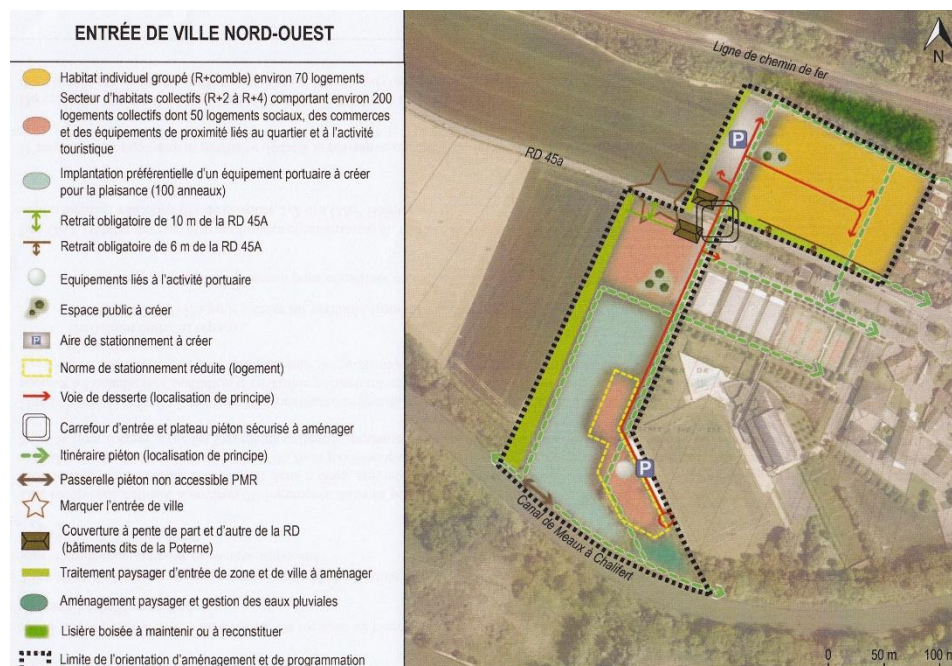 ENTRÉE DE VILLE NORD-OUEST
Habitat individuel groupé (R+comble) environ 70 logements
Secteur d'habitats collectifs (R+2 à R+4) comportant environ 200
logements collectifs dont 50 logements sociaux, des commerces
et des équipements de proximité liés au quartier et à l'activité
touristique
Implantation préférentielle d'un équipement portuaire à créer
pour la plaisance (100 anneaux)
Retrait obligatoire de 10 m de la RD 45A
Retrait obligatoire de 6 m de la RD 45A
Equipements liés à l'activité portuaire
Espace public à créer
P
Aire de stationnement à créer
Norme de stationnement réduite (logement)
Voie de desserte (localisation de principe)
Carrefour d'entrée et plateau piéton sécurisé à aménager
Itinéraire piéton (localisation de principe)
Passerelle piéton non accessible PMR
Marquer l'entrée de ville
Couverture à pente de part et d'autre de la RD
(bâtiments dits de la Poterne)
Traitement paysager d'entrée de zone et de ville à aménager
Aménagement paysager et gestion des eaux pluviales
Lisière boisée à maintenir ou à reconstituer
Limite de l'orientation d'aménagement et de programmation
N
Ligne de chemin de fer
P
RD 45a
P
Canal de Meaux à Chalifert
0 50 m 100 m